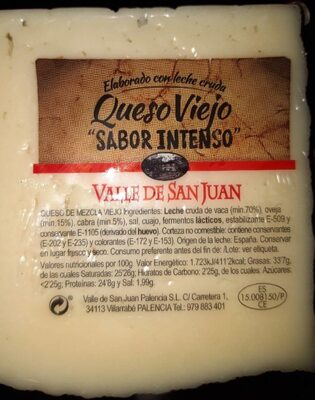 Elaborado con leche cruda
Queso Viejo
"SABOR INTENSO"
VALLE DE SAN JUAN
QUESO DE MEZCLA VIEJO Ingredientes: Leche cruda de vaca (min.70%), oveja
(min.15%), cabra (min.5%), sal, cuajo, fermentos lácticos, estabilizante E-509 y
conservante E-1105 (derivado del huevo). Corteza no comestible: contiene conservantes
(E-202 y E-235) y colorantes (E-172 y E-153). Origen de la leche: España. Conservar
en lugar fresco y seco. Consumo preferente antes del fin de: /Lote: ver etiqueta.
Valores nutricionales por 100g. Valor Energético: 1.723kJ/411'2kcal; Grasas: 33'7g,
de las cuales Saturadas: 25'26g; Hidratos de Carbono: 2'25g, de los cuales, Azúcares:
<2'25g; Proteínas: 24'8g y Sal: 1,99g.
Valle de San Juan Palencia S.L. C/ Carretera 1,
34113 Villarrabé PALENCIA Tel.: 979 883 401
ES
15.008150/P
CE